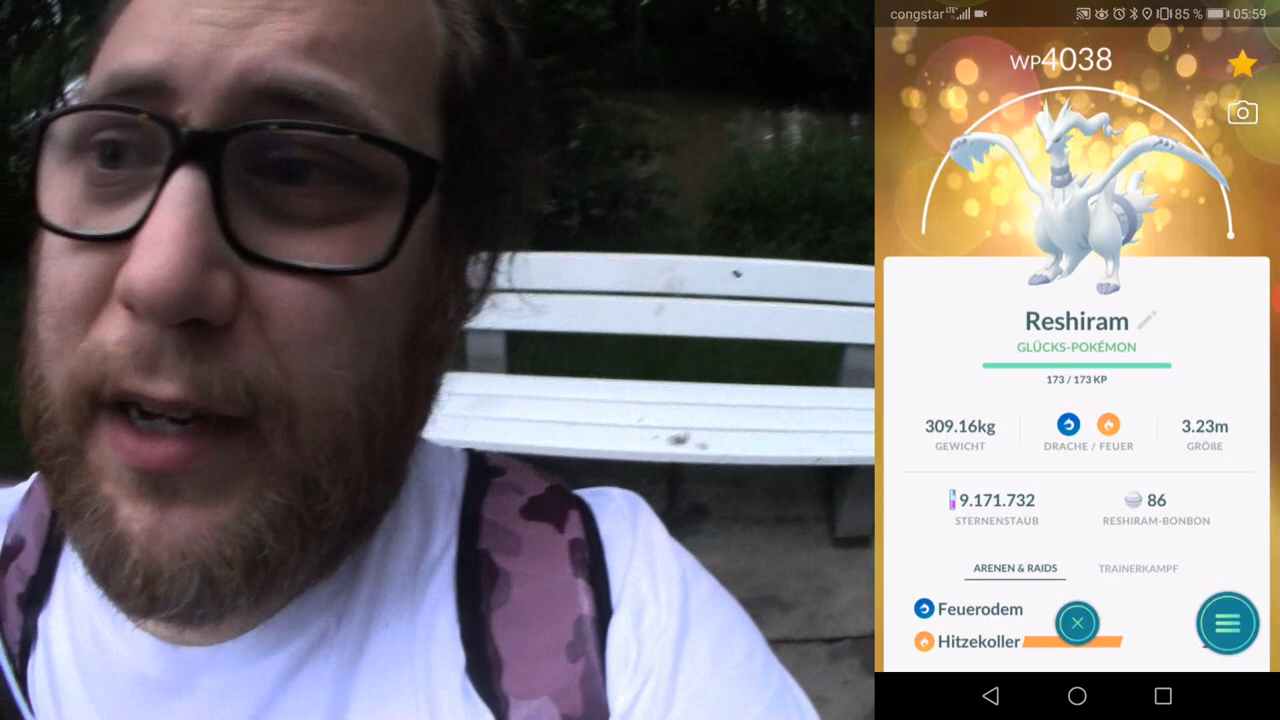 congstar LTE+ 85 % 05:59
WP4038
Reshiram
GLÜCKS-POKÉMON
173 / 173 KP
309.16kg
GEWICHT
DRACHE / FEUER
3.23m
GRÖßE
9.171.732
STERNENSTAUB
86
RESHIRAM-BONBON
ARENEN & RAIDS
TRAINERKAMPF
Feuerodem
Hitzekoller